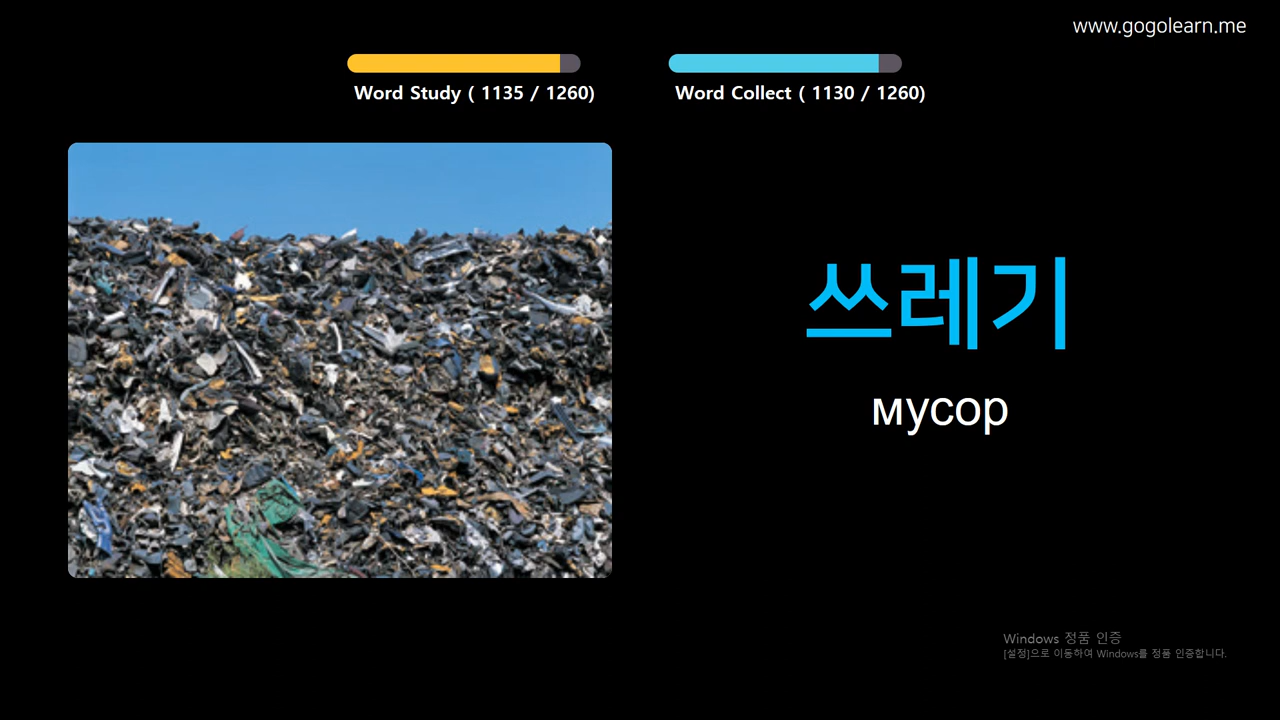 www.gogolearn.me
Word Study ( 1135 / 1260)
Word Collect ( 1130 / 1260)
쓰레기
мусор
Windows 정품 인증
[설정]으로 이동하여 Windows를 정품 인증합니다.